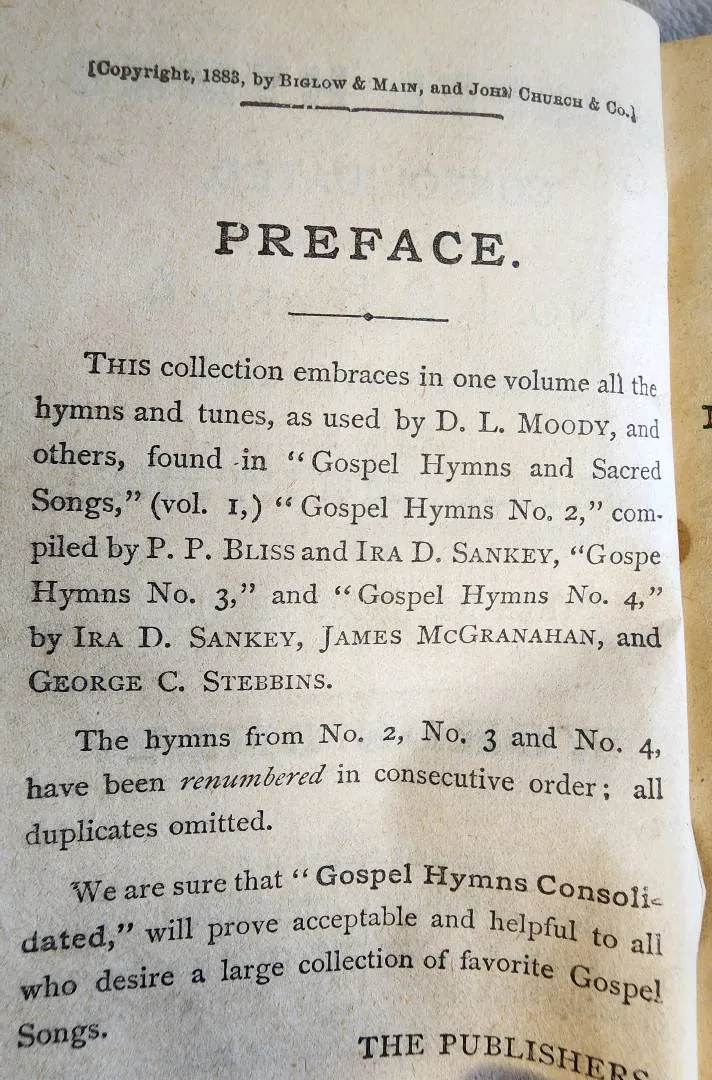 [Copyright, 1883, by BIGLOW & MAIN, and JOHN CHURCH & Co.]
PREFACE.
THIS collection embraces in one volume all the
hymns and tunes, as used by D. L. MOODY, and
others, found in “Gospel Hymns and Sacred
Songs,” (vol. 1,) “Gospel Hymns No. 2,” com-
piled by P. P. BLISS and IRA D. SANKEY, “Gospe
Hymns No. 3,” and “Gospel Hymns No. 4,”
by IRA D. SANKEY, JAMES MCGRANAHAN, and
GEORGE C. STEBBINS.
The hymns from No. 2, No. 3 and No. 4,
have been renumbered in consecutive order; all
duplicates omitted.
We are sure that “Gospel Hymns Consoli-
dated,” will prove acceptable and helpful to all
who desire a large collection of favorite Gospel
Songs.
THE PUBLISHERS